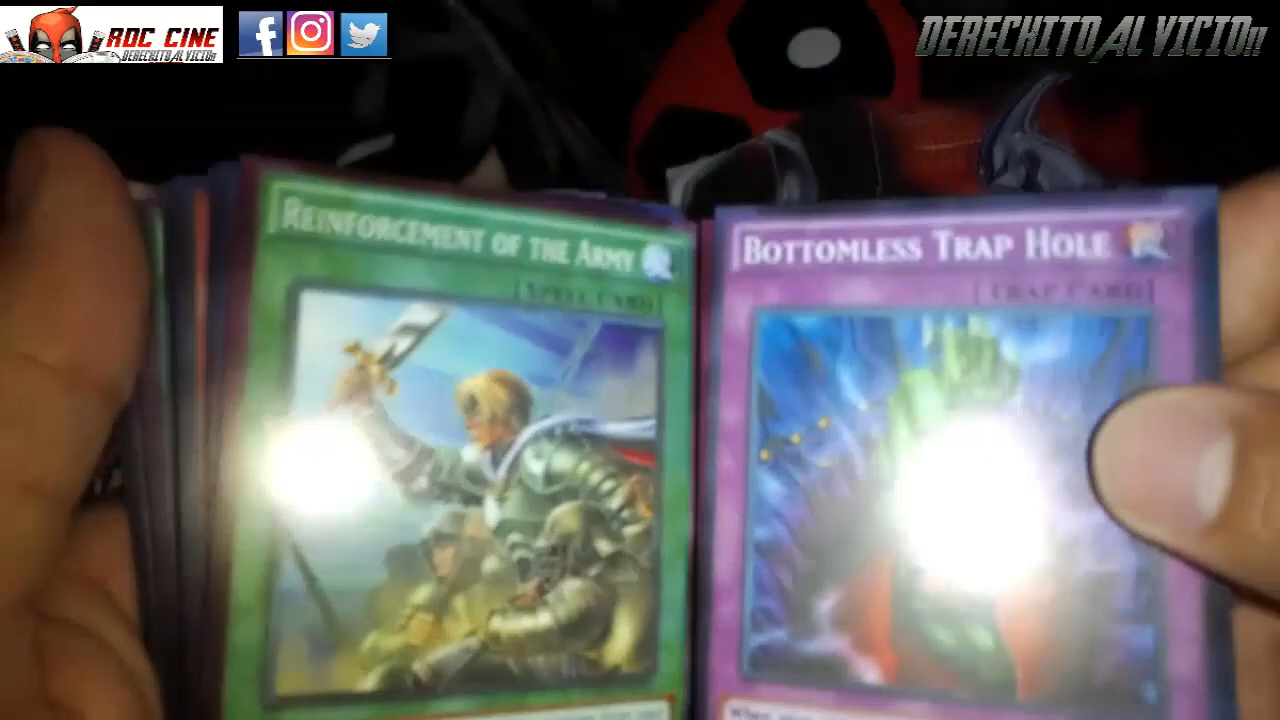 ROC CINE
DERECHITO AL VICIO!!
DERECHITO AL VICIO!!
REINFORCEMENT OF THE ARMY
[SPELL CARD]
BOTTOMLESS TRAP HOLE
[TRAP CARD]